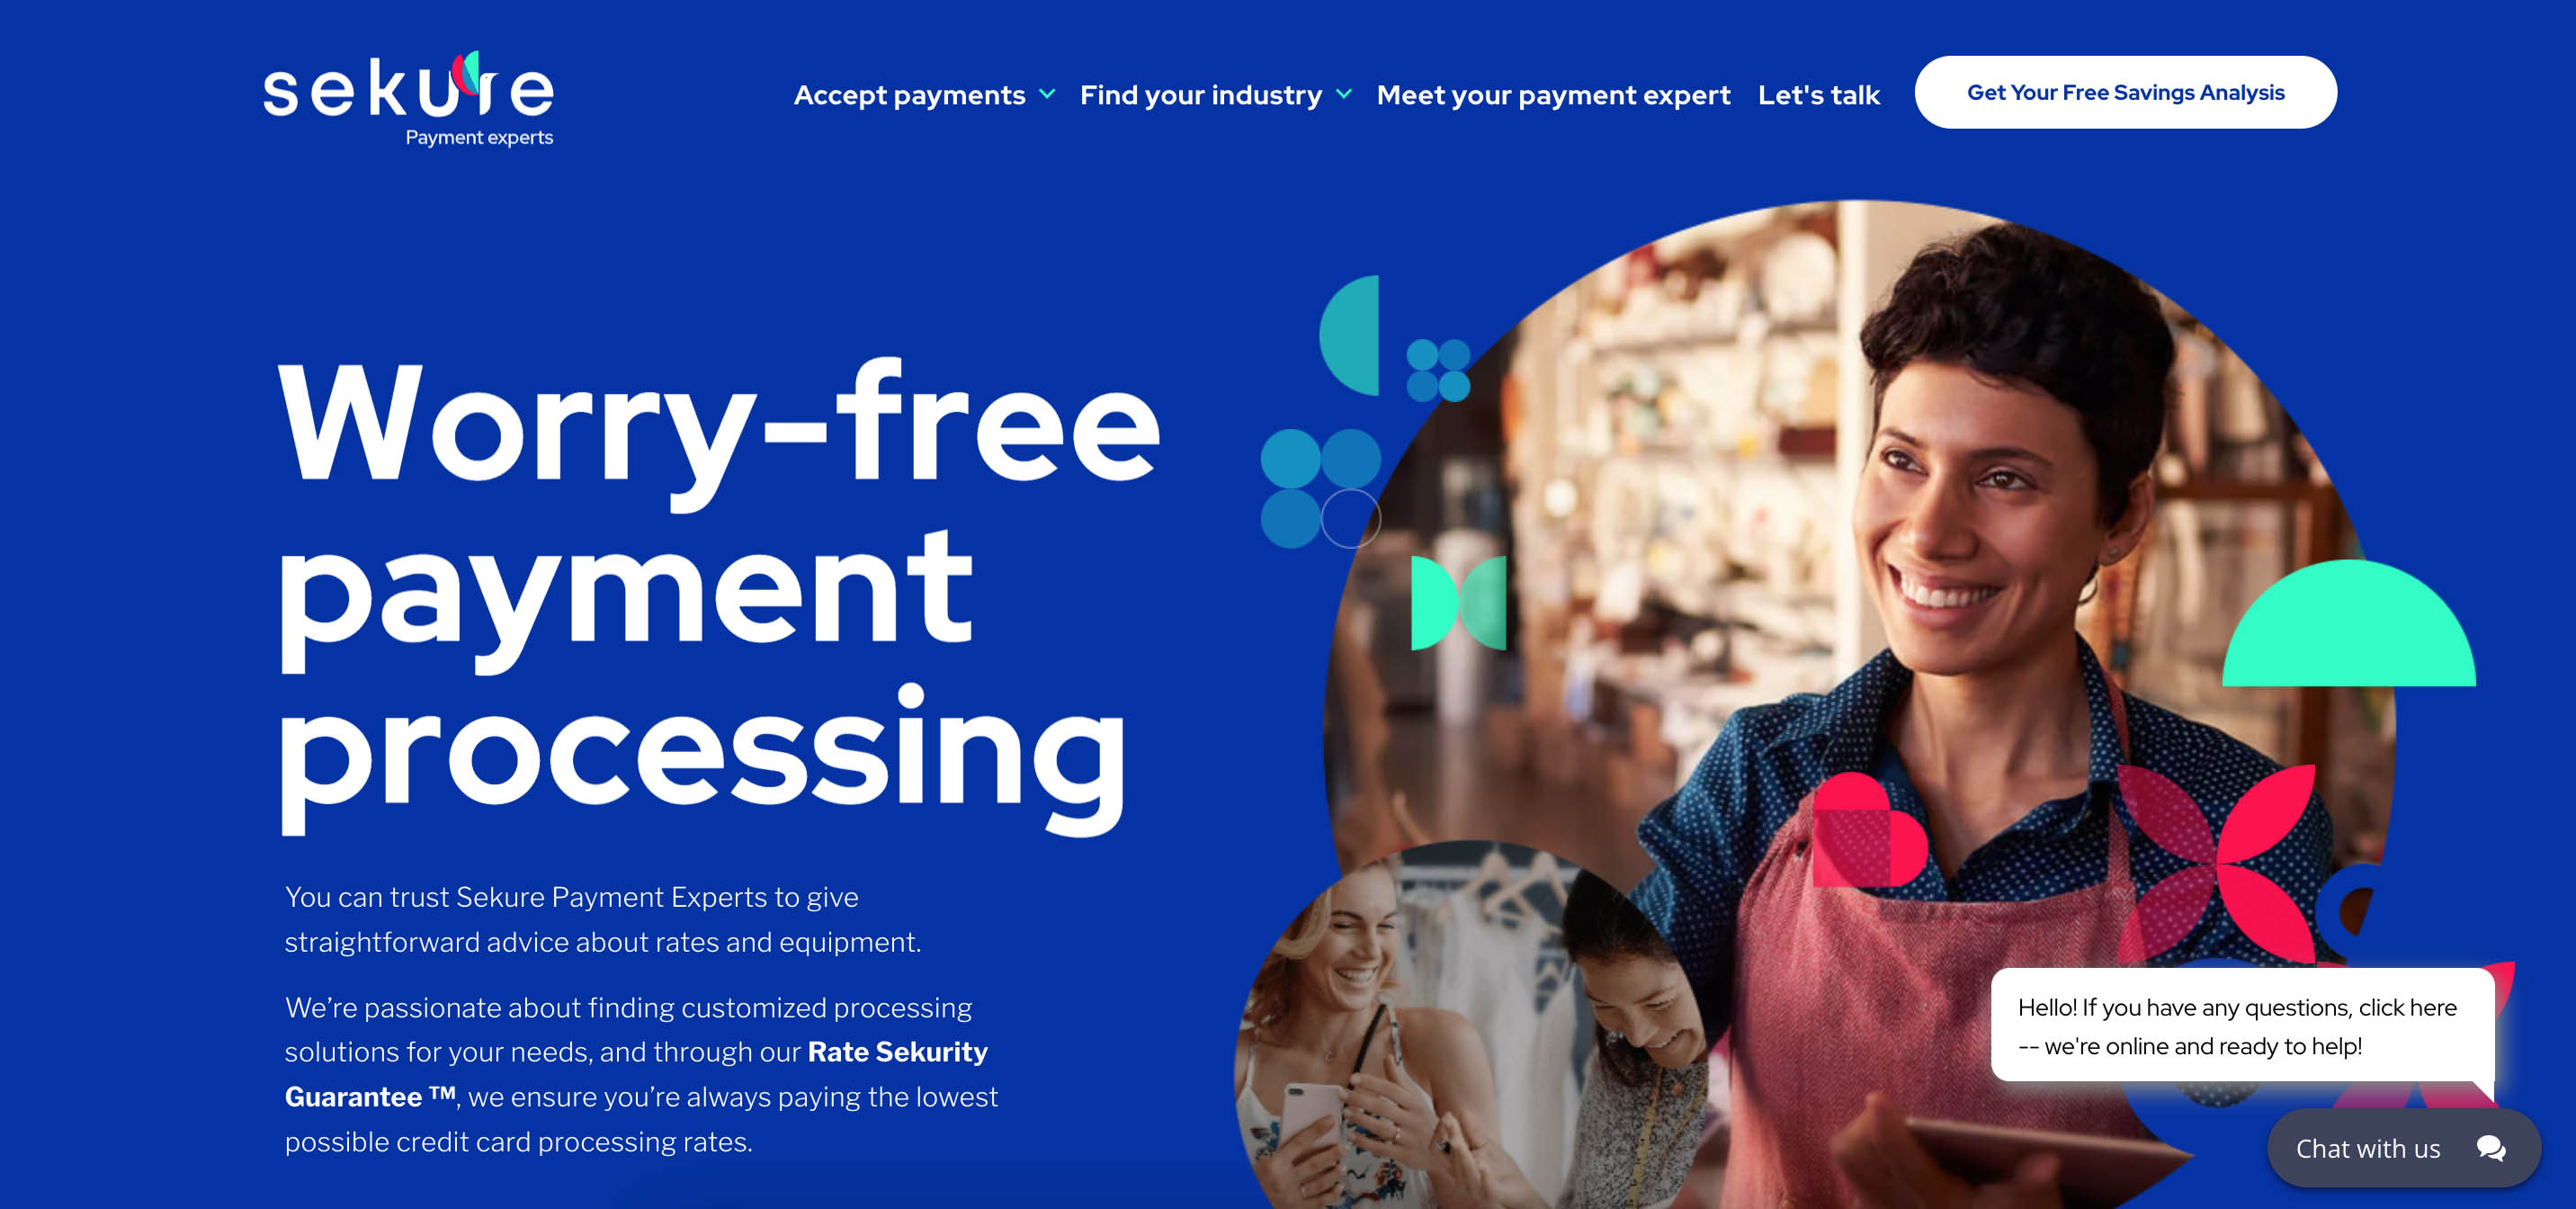 sekure
Payment experts
Accept payments
Find your industry
Meet your payment expert
Let's talk
Get Your Free Savings Analysis
Worry-free
payment
processing
You can trust Sekure Payment Experts to give
straightforward advice about rates and equipment.
We’re passionate about finding customized processing
solutions for your needs, and through our Rate Sekurity
Guarantee ™, we ensure you’re always paying the lowest
possible credit card processing rates.
Hello! If you have any questions, click here
-- we're online and ready to help!
Chat with us